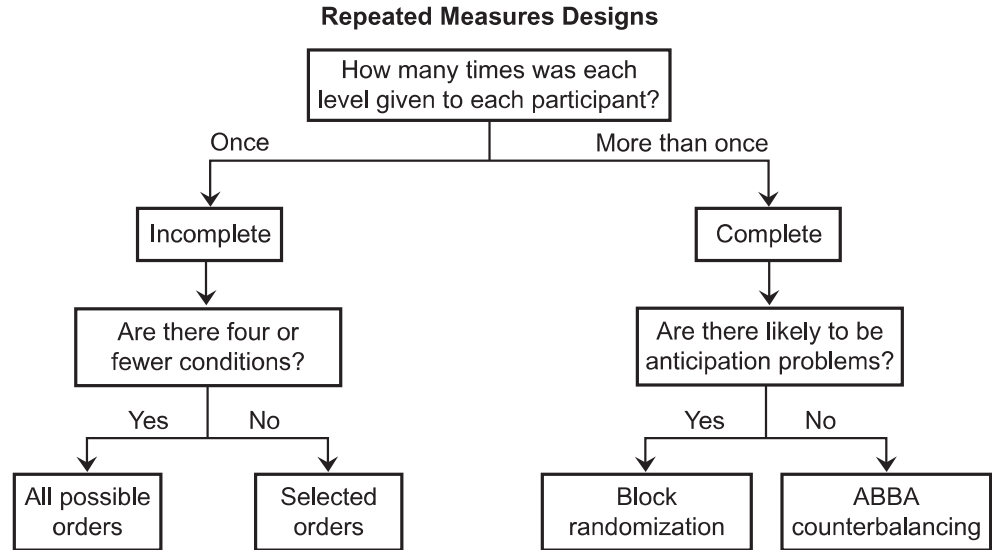 Repeated Measures Designs
How many times was each
level given to each participant?
Once
More than once
Incomplete
Complete
Are there four or
fewer conditions?
Are there likely to be
anticipation problems?
Yes
No
Yes
No
All possible
orders
Selected
orders
Block
randomization
ABBA
counterbalancing